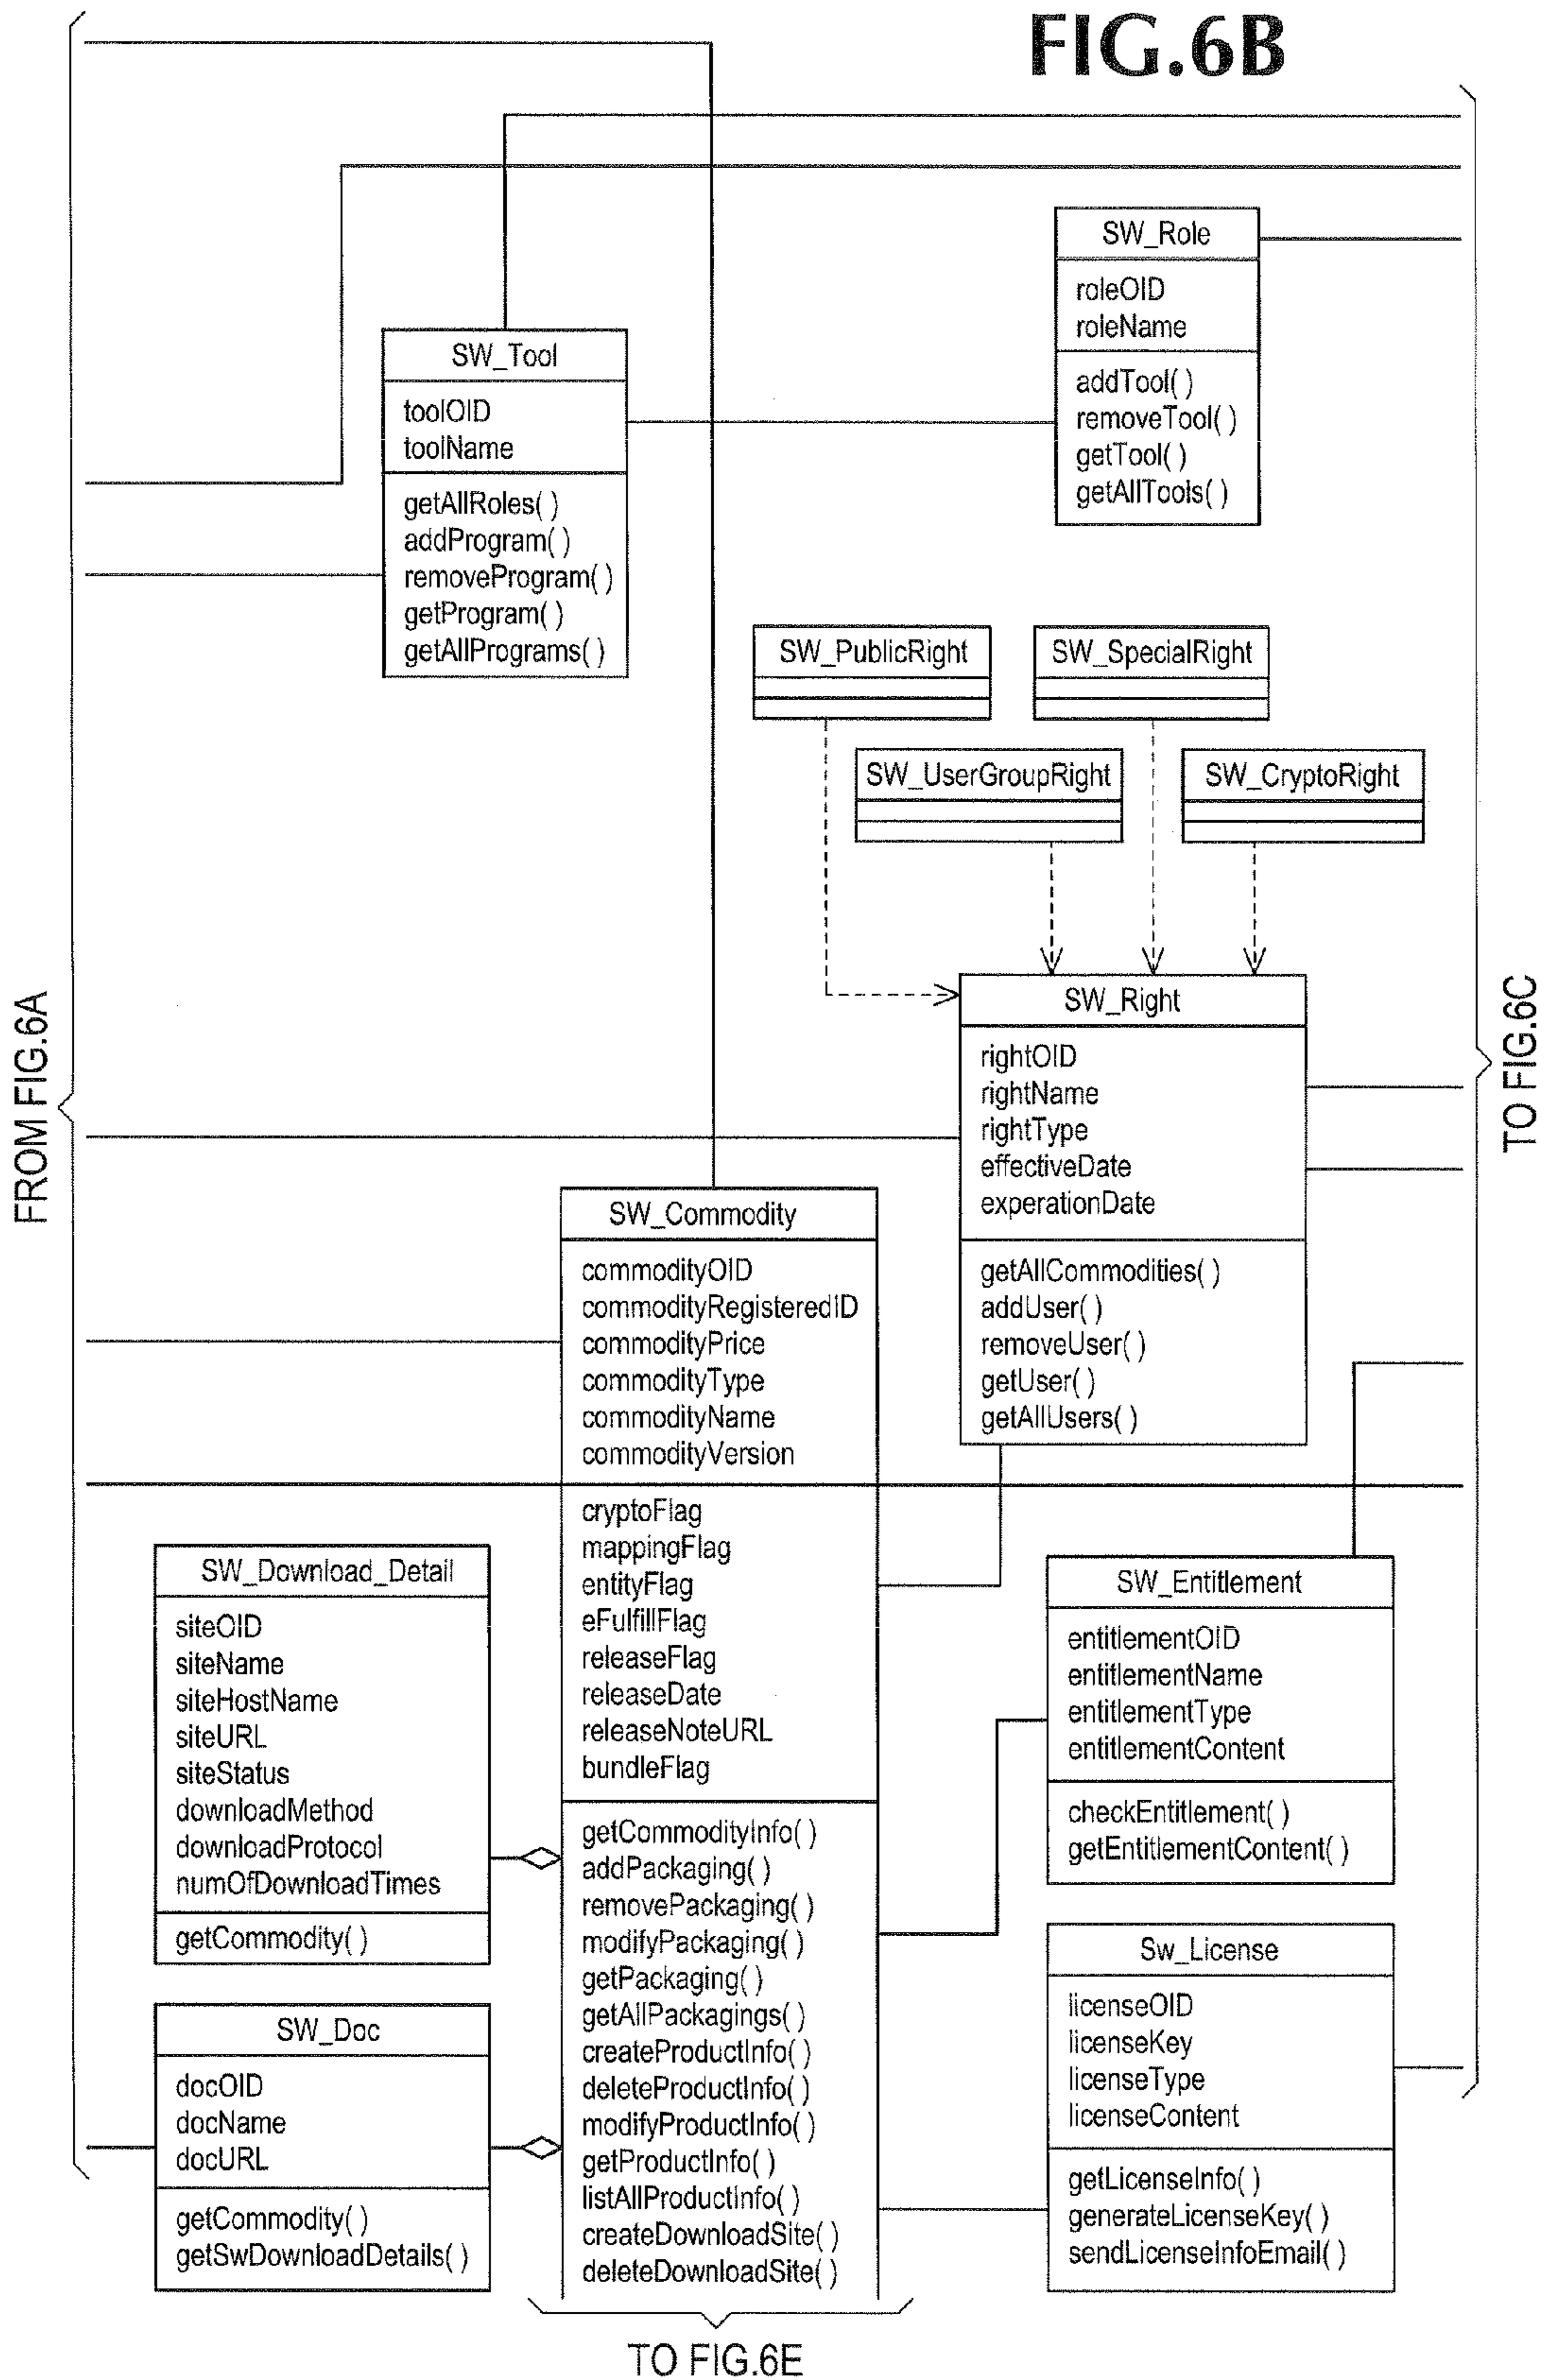 FIG.6B
SW_Role
roleOID
roleName
addTool( )
removeTool( )
getTool( )
getAllTools( )
SW_Tool
toolOID
toolName
getAllRoles( )
addProgram( )
removeProgram( )
getProgram( )
getAllPrograms( )
SW_PublicRight
SW_SpecialRight
SW_UserGroupRight
SW_CryptoRight
FROM FIG.6A
TO FIG.6C
SW_Right
rightOID
rightName
rightType
effectiveDate
experationDate
getAllCommodities( )
addUser( )
removeUser( )
getUser( )
getAllUsers( )
SW_Commodity
commodityOID
commodityRegisteredID
commodityPrice
commodityType
commodityName
commodityVersion
cryptoFlag
mappingFlag
entityFlag
eFulfillFlag
releaseFlag
releaseDate
releaseNoteURL
bundleFlag
getCommodityInfo( )
addPackaging( )
removePackaging( )
modifyPackaging( )
getPackaging( )
getAllPackagings( )
createProductInfo( )
deleteProductInfo( )
modifyProductInfo( )
getProductInfo( )
listAllProductInfo( )
createDownloadSite( )
deleteDownloadSite( )
SW_Download_Detail
siteOID
siteName
siteHostName
siteURL
siteStatus
downloadMethod
downloadProtocol
numOfDownloadTimes
getCommodity( )
SW_Doc
docOID
docName
docURL
getCommodity( )
getSwDownloadDetails( )
SW_Entitlement
entitlementOID
entitlementName
entitlementType
entitlementContent
checkEntitlement( )
getEntitlementContent( )
Sw_License
licenseOID
licenseKey
licenseType
licenseContent
getLicenseInfo( )
generateLicenseKey( )
sendLicenseInfoEmail( )
TO FIG.6E